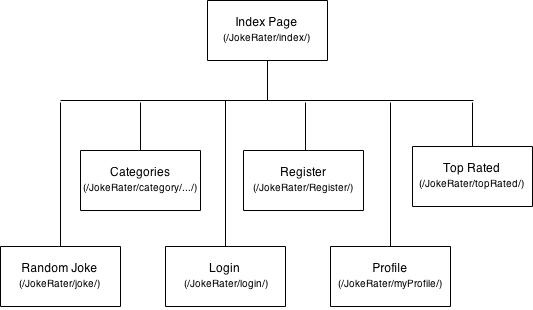 Index Page
(/JokeRater/index/)
Categories
(/JokeRater/category/.../)
Register
(/JokeRater/Register/)
Top Rated
(/JokeRater/topRated/)
Random Joke
(/JokeRater/joke/)
Login
(/JokeRater/login/)
Profile
(/JokeRater/myProfile/)